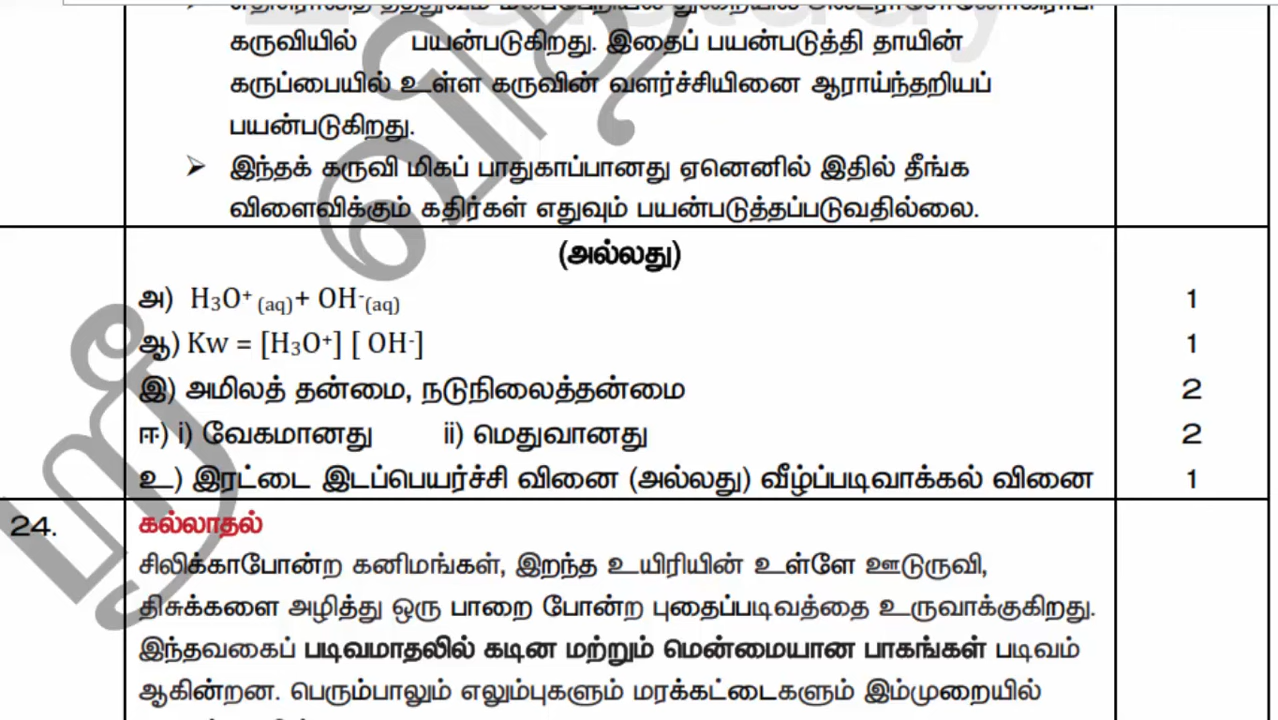 கருவியில் பயன்படுகிறது. இதைப் பயன்படுத்தி தாயின்
கருப்பையில் உள்ள கருவின் வளர்ச்சியினை ஆராய்ந்தறியப்
பயன்படுகிறது.
➢ இந்தக் கருவி மிகப் பாதுகாப்பானது ஏனெனில் இதில் தீங்க
விளைவிக்கும் கதிர்கள் எதுவும் பயன்படுத்தப்படுவதில்லை.
(அல்லது)
அ) H₃O⁺ (aq)+ OH⁻(aq) 1
ஆ) Kw = [H₃O⁺] [ OH⁻] 1
இ) அமிலத் தன்மை, நடுநிலைத்தன்மை 2
ஈ) i) வேகமானது ii) மெதுவானது 2
உ) இரட்டை இடப்பெயர்ச்சி வினை (அல்லது) வீழ்ப்படிவாக்கல் வினை 1
24. கல்லாதல்
சிலிக்காபோன்ற கனிமங்கள், இறந்த உயிரியின் உள்ளே ஊடுருவி,
திசுக்களை அழித்து ஒரு பாறை போன்ற புதைப்படிவத்தை உருவாக்குகிறது.
இந்தவகைப் படிவமாதலில் கடின மற்றும் மென்மையான பாகங்கள் படிவம்
ஆகின்றன. பெரும்பாலும் எலும்புகளும் மரக்கட்டைகளும் இம்முறையில்